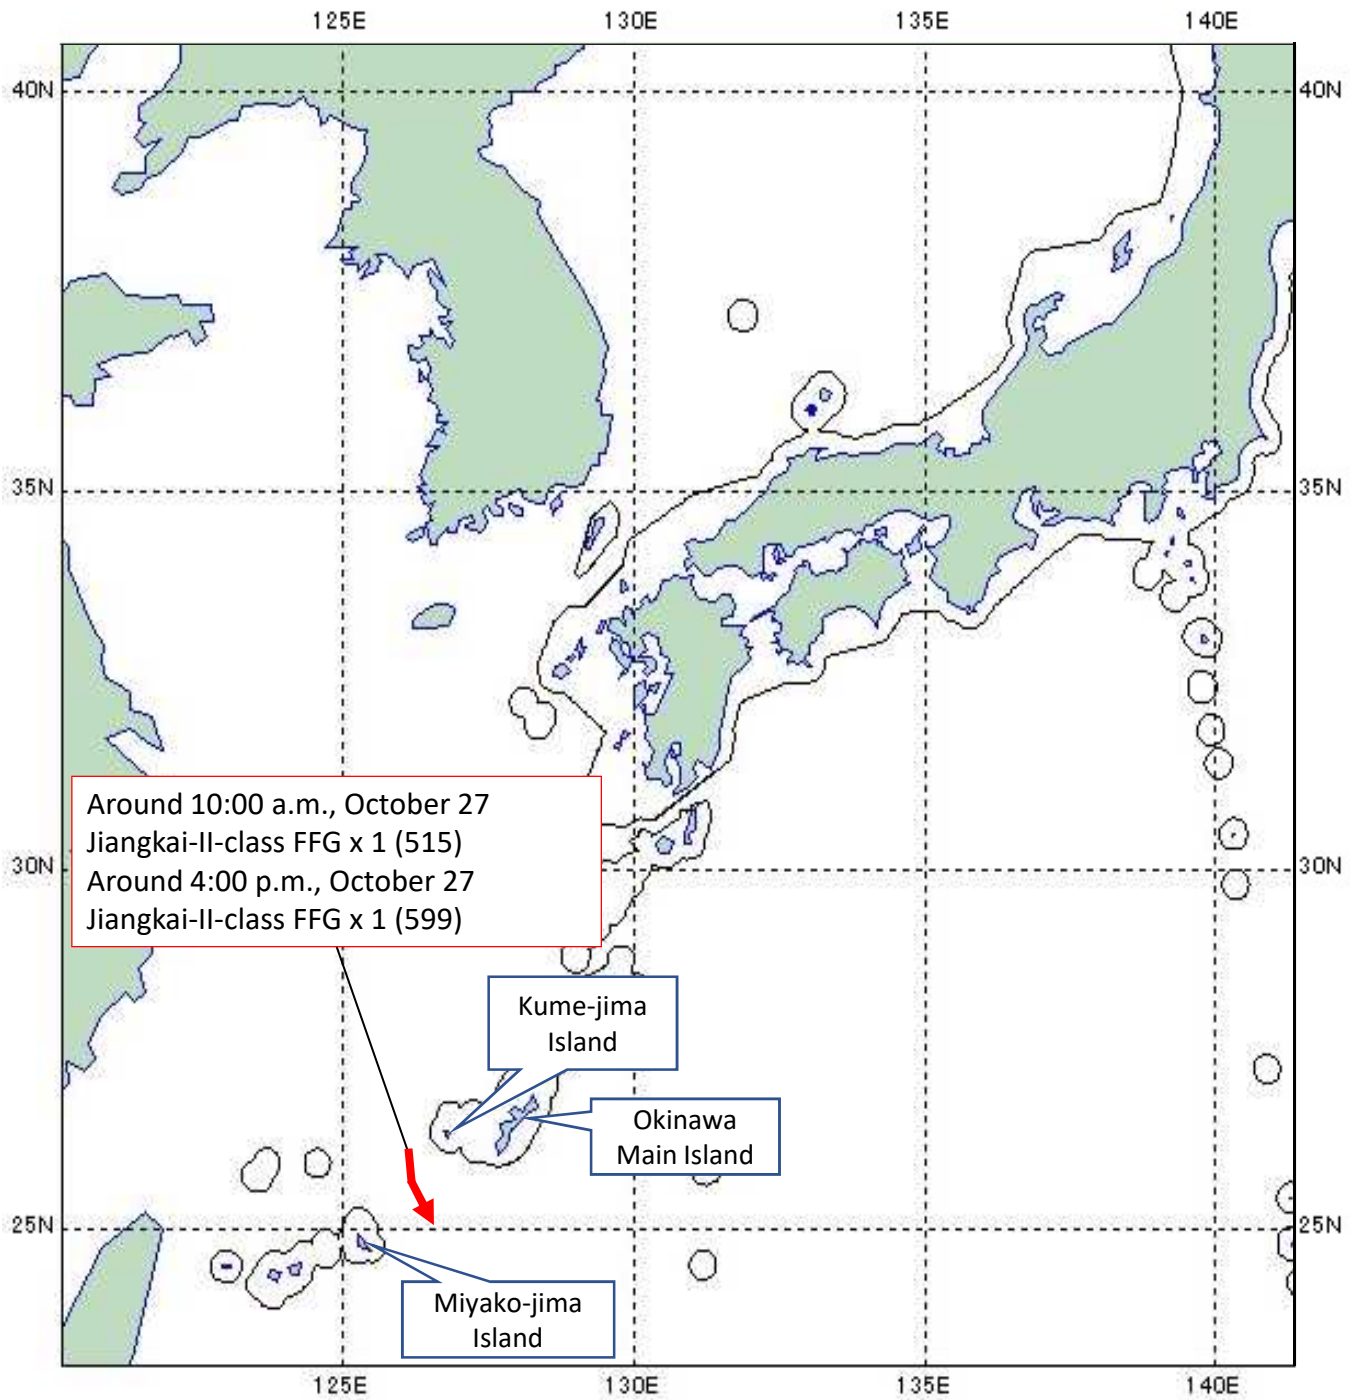 125E 130E 135E 140E
40N 40N
35N 35N
Around 10:00 a.m., October 27
Jiangkai-II-class FFG x 1 (515)
Around 4:00 p.m., October 27
Jiangkai-II-class FFG x 1 (599)
30N 30N
Kume-jima
Island
Okinawa
Main Island
25N 25N
Miyako-jima
Island
125E 130E 135E 140E